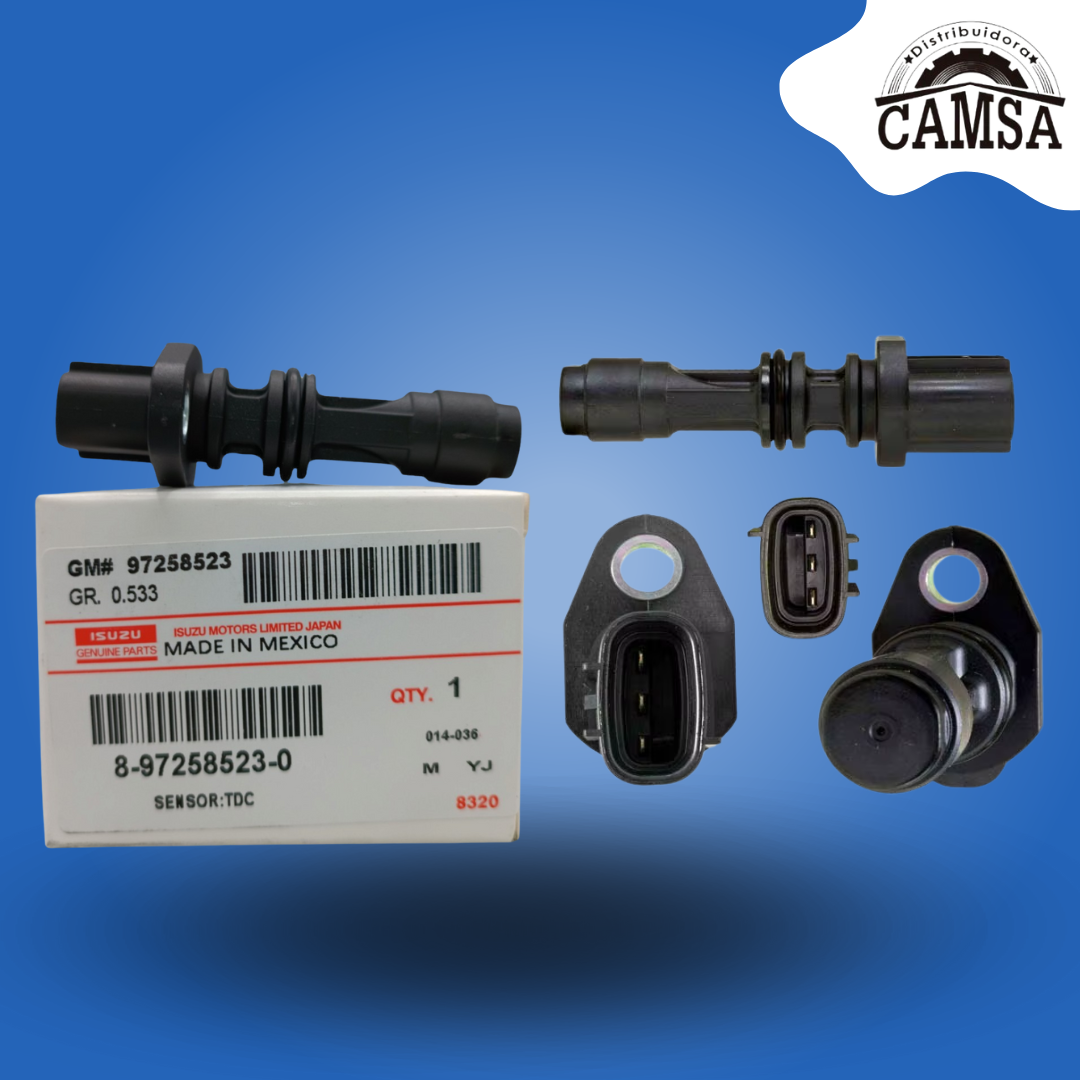 ★Distribuidora★
CAMSA
GM# 97258523
GR. 0.533
ISUZU
GENUINE PARTS
ISUZU MOTORS LIMITED JAPAN
MADE IN MEXICO
QTY. 1
8-97258523-0
014-036
M YJ
SENSOR:TDC
8320